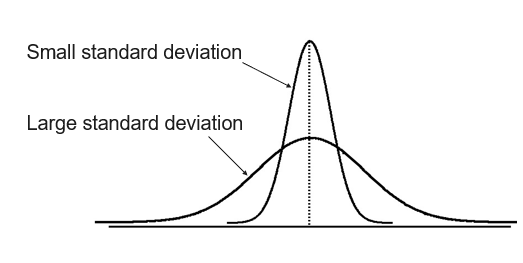 Small standard deviation
Large standard deviation